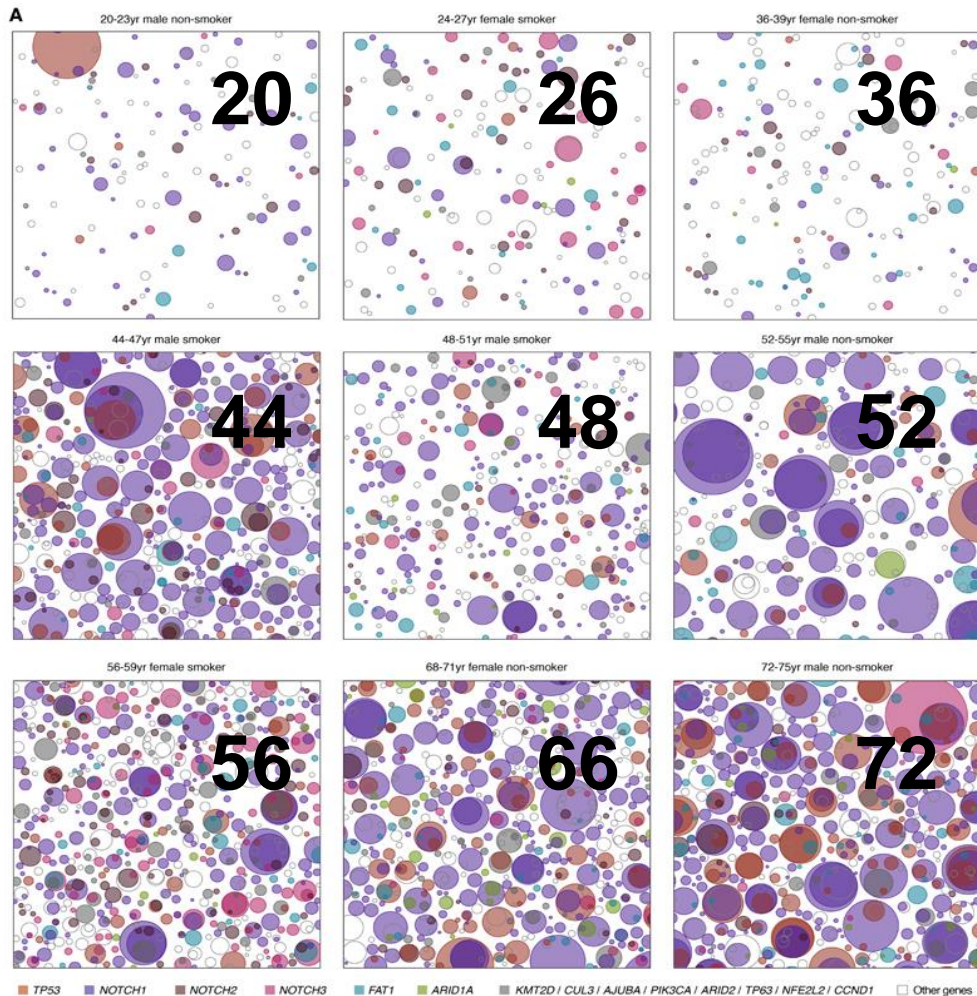 A
20-23yr male non-smoker
24-27yr female smoker
36-39yr female non-smoker
20
26
36
44-47yr male smoker
48-51yr male smoker
52-55yr male non-smoker
44
48
52
56-59yr female smoker
68-71yr female non-smoker
72-75yr male non-smoker
56
66
72
TP53 NOTCH1 NOTCH2 NOTCH3 FAT1 ARID1A KMT2D / CUL3 / AJUBA / PIK3CA / ARID2 / TP63 / NFE2L2 / CCND1 Other genes